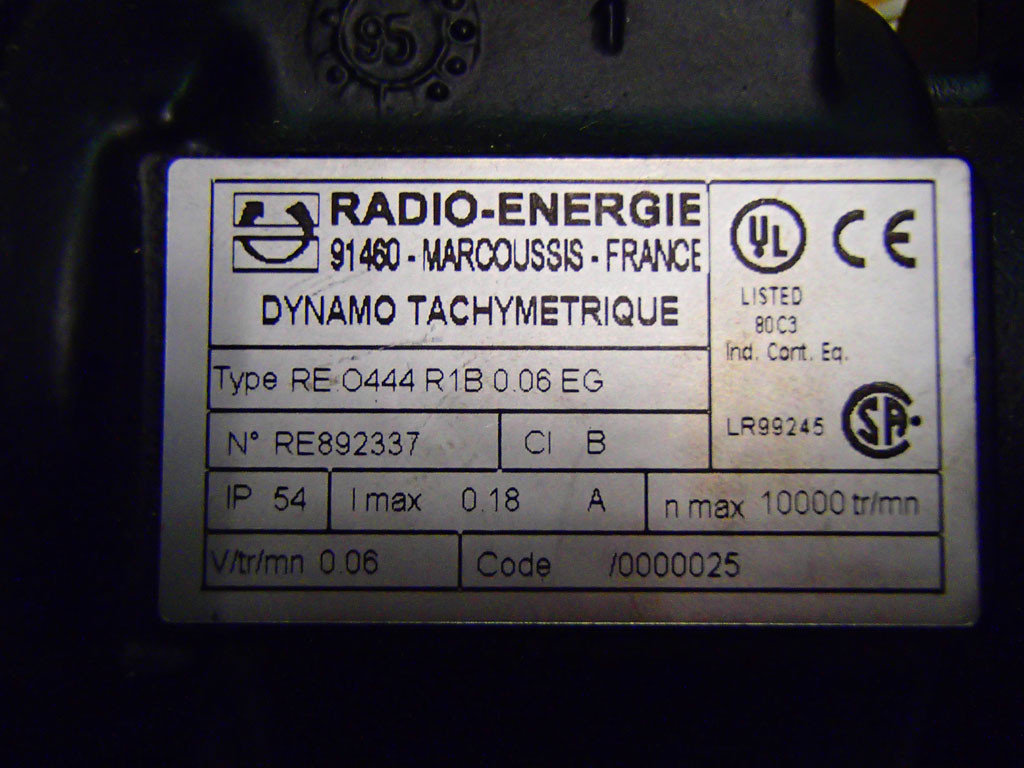 95
1
RADIO-ENERGIE
91460 - MARCOUSSIS - FRANCE
DYNAMO TACHYMETRIQUE
UL
CE
LISTED
80C3
Ind. Cont. Eq.
LR99245
SA
Type RE.0444 R1B 0.06 EG
N° RE892337
Cl B
IP 54
I max 0.18 A
n max 10000 tr/mn
V/tr/mn 0.06
Code /0000025